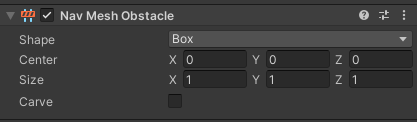 Nav Mesh Obstacle
Shape Box
Center X 0 Y 0 Z 0
Size X 1 Y 1 Z 1
Carve